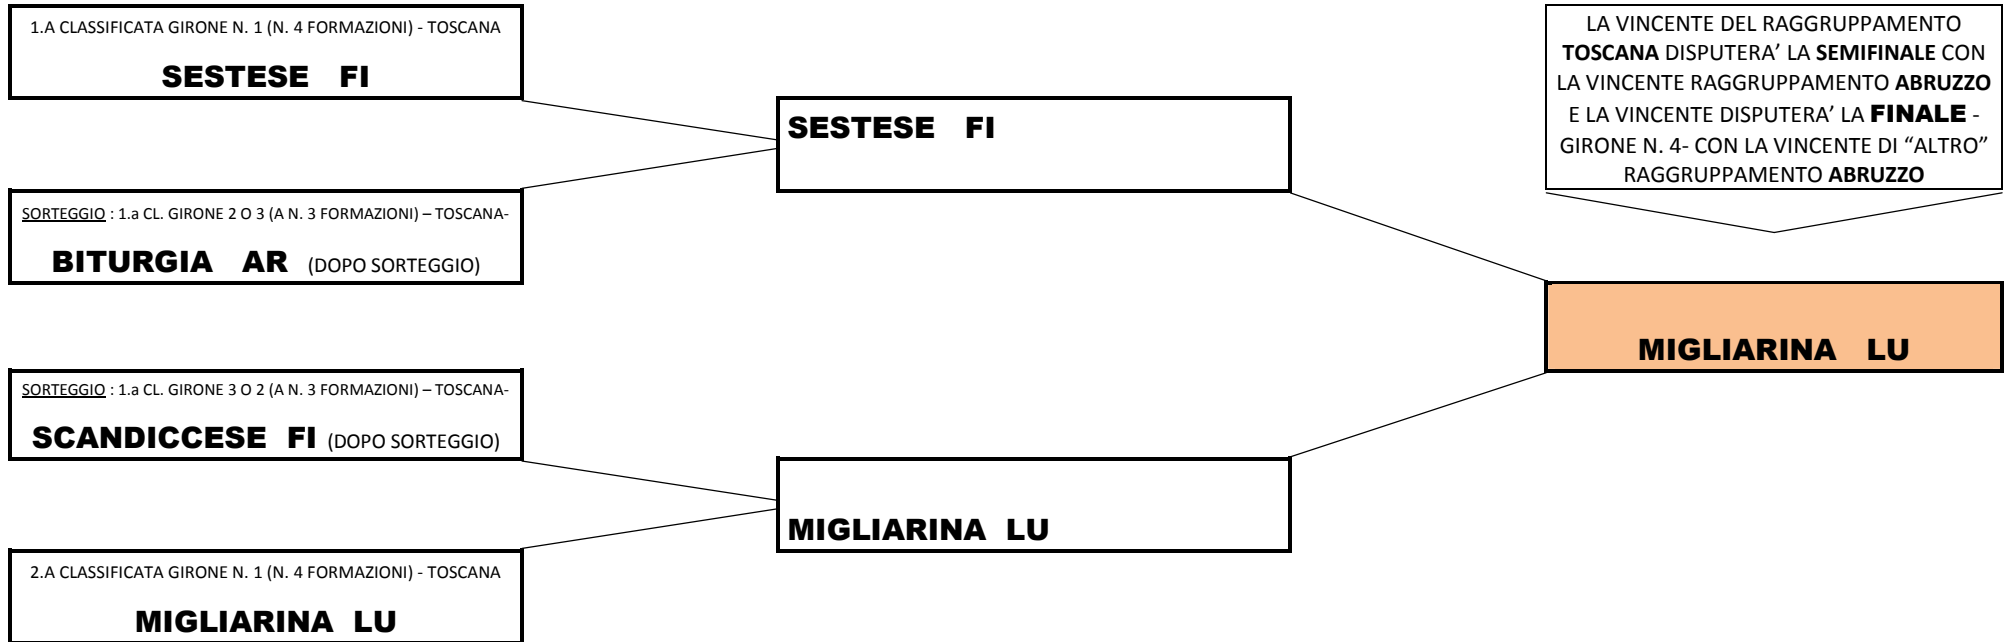 1.A CLASSIFICATA GIRONE N. 1 (N. 4 FORMAZIONI) - TOSCANA
SESTESE FI
SORTEGGIO : 1.a CL. GIRONE 2 O 3 (A N. 3 FORMAZIONI) – TOSCANA-
BITURGIA AR (DOPO SORTEGGIO)
SORTEGGIO : 1.a CL. GIRONE 3 O 2 (A N. 3 FORMAZIONI) – TOSCANA-
SCANDICCESE FI (DOPO SORTEGGIO)
2.A CLASSIFICATA GIRONE N. 1 (N. 4 FORMAZIONI) - TOSCANA
MIGLIARINA LU
SESTESE FI
MIGLIARINA LU
LA VINCENTE DEL RAGGRUPPAMENTO
TOSCANA DISPUTERA’ LA SEMIFINALE CON
LA VINCENTE RAGGRUPPAMENTO ABRUZZO
E LA VINCENTE DISPUTERA’ LA FINALE -
GIRONE N. 4- CON LA VINCENTE DI “ALTRO”
RAGGRUPPAMENTO ABRUZZO
MIGLIARINA LU